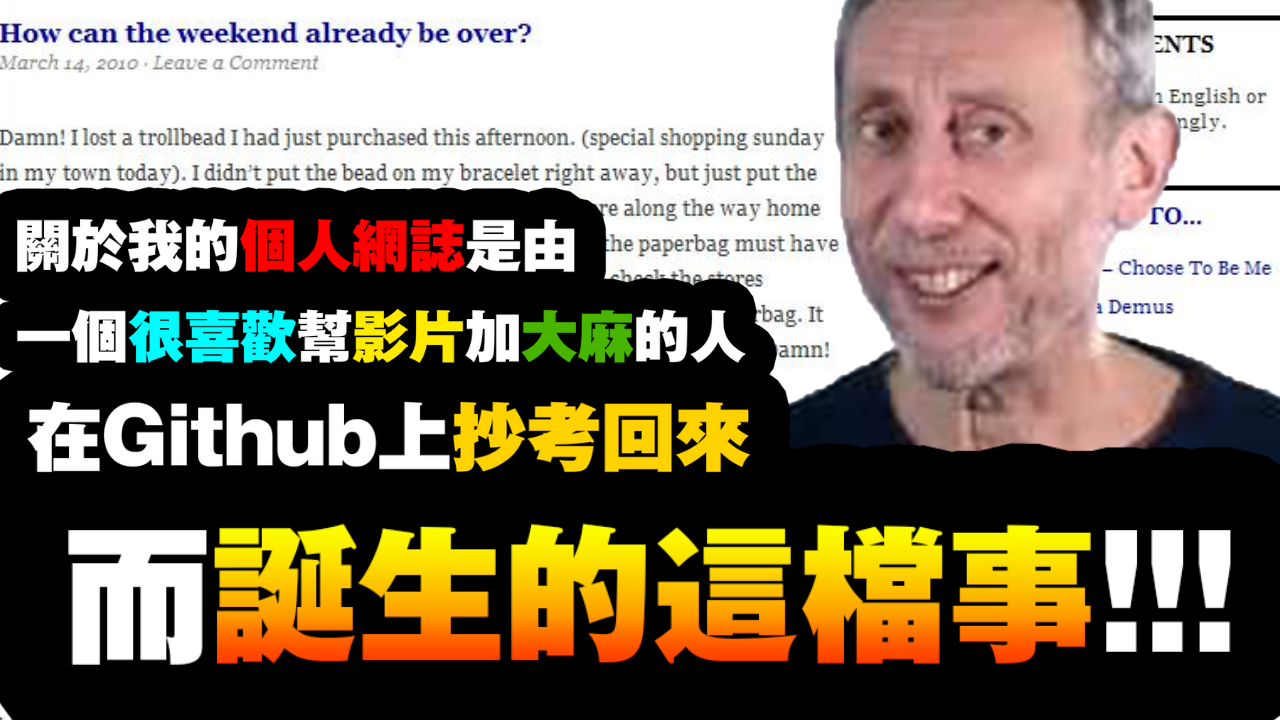 How can the weekend already be over?
March 14, 2010 · Leave a Comment
ENTS
n English or
ngly.
Damn! I lost a trollbead I had just purchased this afternoon. (special shopping sunday
in my town today). I didn't put the bead on my bracelet right away, but just put the
re along the way home
TO...
the paperbag must have
– Choose To Be Me
check the stores
a Demus
rbag. It
amn!
關於我的個人網誌是由
一個很喜歡幫影片加大麻的人
在Github上抄考回來
而誕生的這檔事!!!